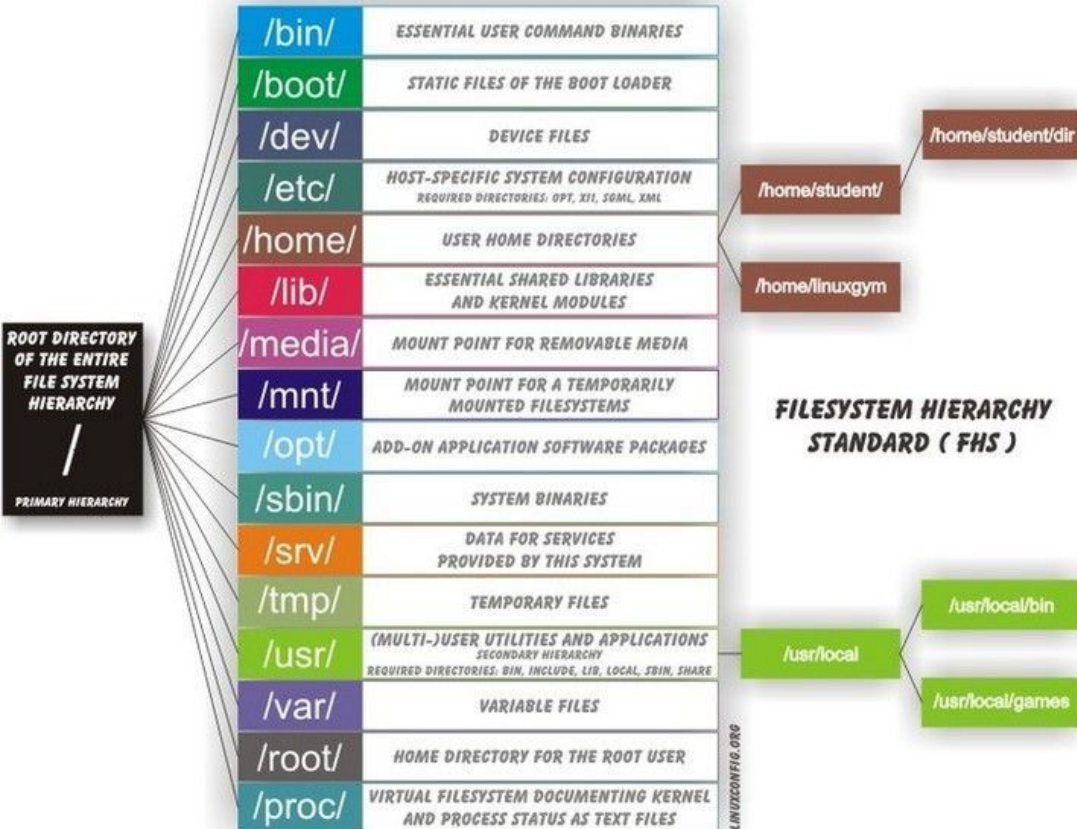 ROOT DIRECTORY
OF THE ENTIRE
FILE SYSTEM
HIERARCHY
/
PRIMARY HIERARCHY
/bin/
ESSENTIAL USER COMMAND BINARIES
/boot/
STATIC FILES OF THE BOOT LOADER
/dev/
DEVICE FILES
/etc/
HOST-SPECIFIC SYSTEM CONFIGURATION
REQUIRED DIRECTORIES: OPT, X11, SGML, XML
/home/
USER HOME DIRECTORIES
/home/student/
/home/student/dir
/home/linuxgym
/lib/
ESSENTIAL SHARED LIBRARIES
AND KERNEL MODULES
/media/
MOUNT POINT FOR REMOVABLE MEDIA
/mnt/
MOUNT POINT FOR A TEMPORARILY
MOUNTED FILESYSTEMS
/opt/
ADD-ON APPLICATION SOFTWARE PACKAGES
/sbin/
SYSTEM BINARIES
/srv/
DATA FOR SERVICES
PROVIDED BY THIS SYSTEM
/tmp/
TEMPORARY FILES
/usr/
(MULTI-)USER UTILITIES AND APPLICATIONS
SECONDARY HIERARCHY
REQUIRED DIRECTORIES: BIN, INCLUDE, LIB, LOCAL, SBIN, SHARE
/usr/local
/usr/local/bin
/usr/local/games
/var/
VARIABLE FILES
/root/
HOME DIRECTORY FOR THE ROOT USER
/proc/
VIRTUAL FILESYSTEM DOCUMENTING KERNEL
AND PROCESS STATUS AS TEXT FILES
FILESYSTEM HIERARCHY
STANDARD ( FHS )
LINUXCONFIG.ORG